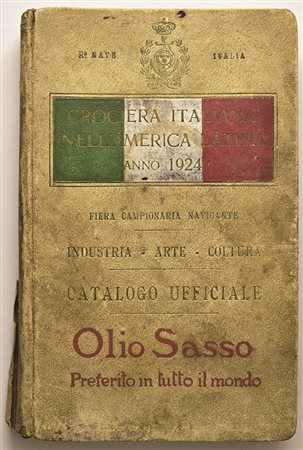 Rª NAVE ITALIA
CROCIERA ITALIANA
NELL'AMERICA LATINA
ANNO 1924
FIERA CAMPIONARIA NAVIGANTE
INDUSTRIA - ARTE - COLTURA
CATALOGO UFFICIALE
Olio Sasso
Preferito in tutto il mondo